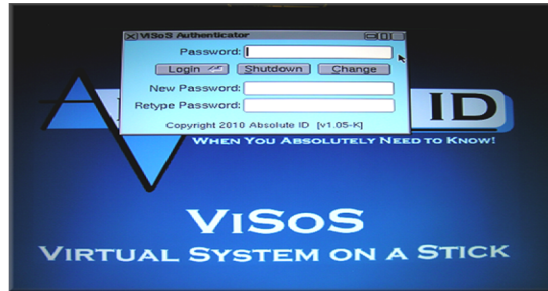 ViSoS Authenticator
Password:
Login Shutdown Change
New Password:
Retype Password:
Copyright 2010 Absolute ID [v1.05-K]
ID
When You Absolutely Need to Know!
ViSoS
Virtual System on a Stick